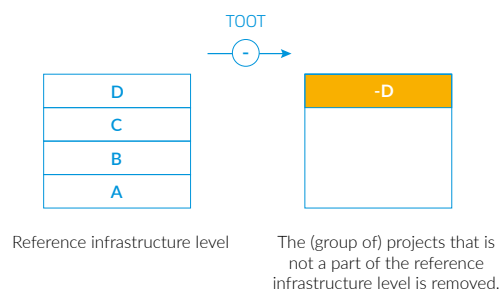 TOOT
-
D
C
B
A
-D
Reference infrastructure level
The (group of) projects that is
not a part of the reference
infrastructure level is removed.